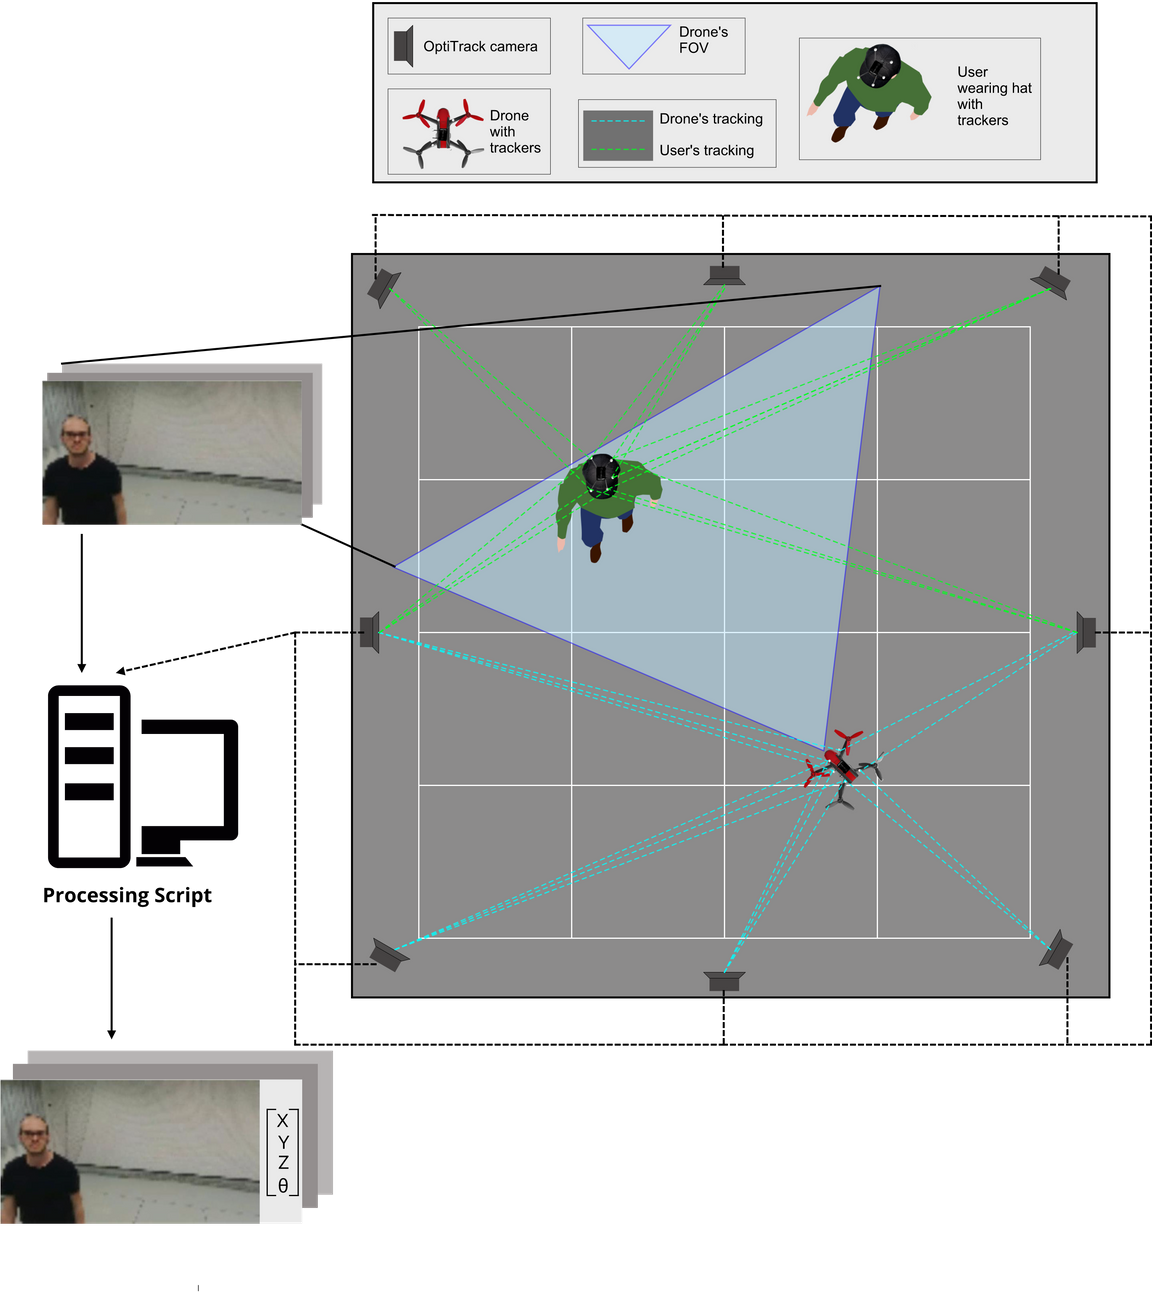 OptiTrack camera
Drone's
FOV
User
wearing hat
with
trackers
Drone
with
trackers
Drone's tracking
User's tracking
Processing Script
X
Y
Z
θ